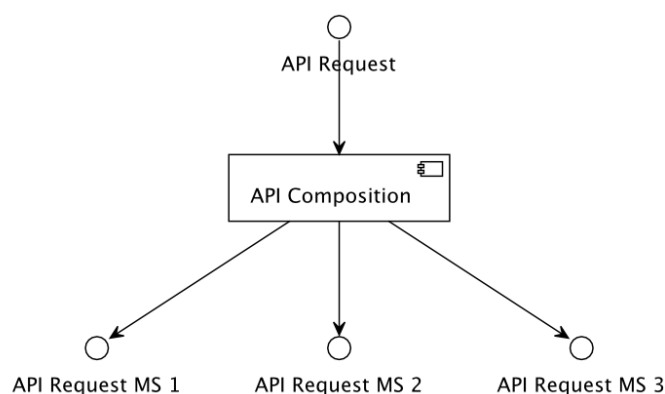 API Request
API Composition
API Request MS 1
API Request MS 2
API Request MS 3